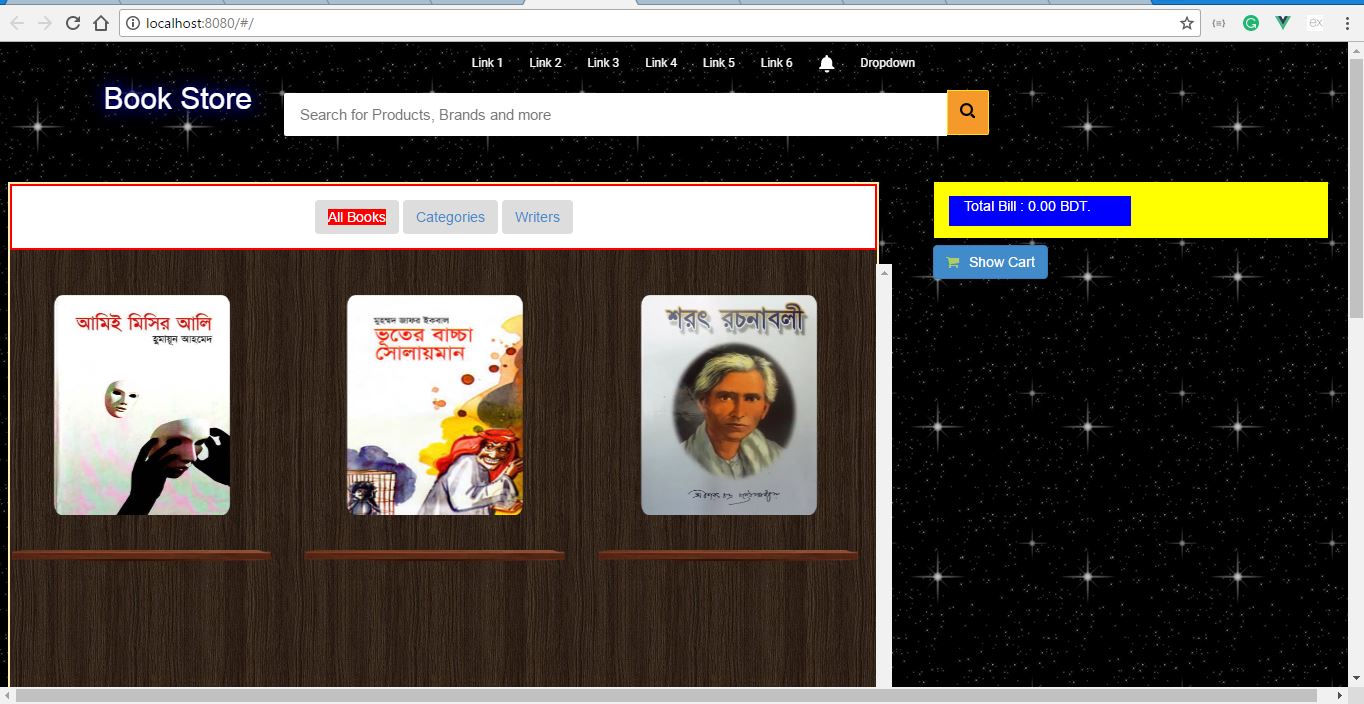 localhost:8080/#/
Link 1 Link 2 Link 3 Link 4 Link 5 Link 6 Dropdown
Book Store
Search for Products, Brands and more
All Books Categories Writers
Total Bill : 0.00 BDT.
Show Cart
আমিই মিসির আলি
হুমায়ূন আহমেদ
মুহম্মদ জাফর ইকবাল
ভূতের বাচ্চা
সোলায়মান
শরৎ রচনাবলী